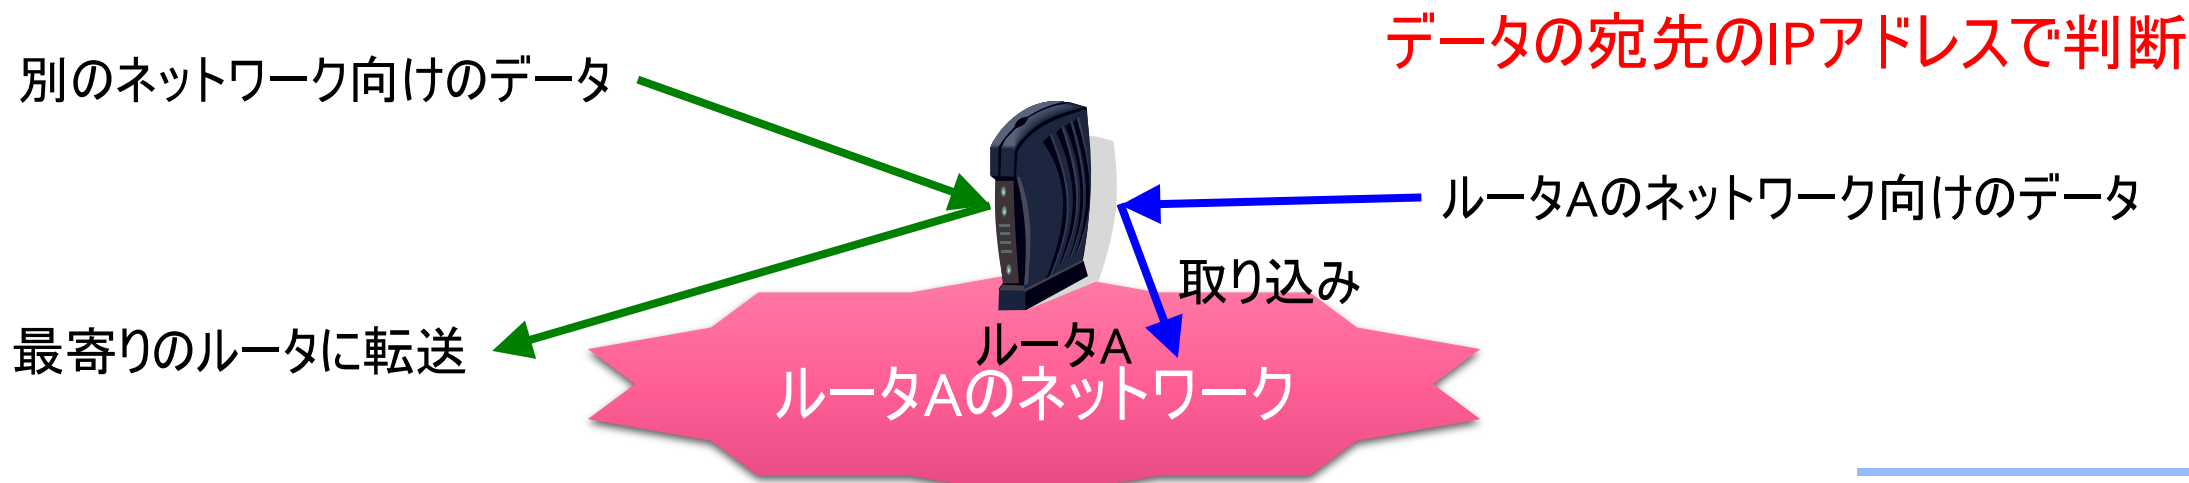 データの宛先のIPアドレスで判断
別のネットワーク向けのデータ
ルータAのネットワーク向けのデータ
取り込み
最寄りのルータに転送
ルータA
ルータAのネットワーク